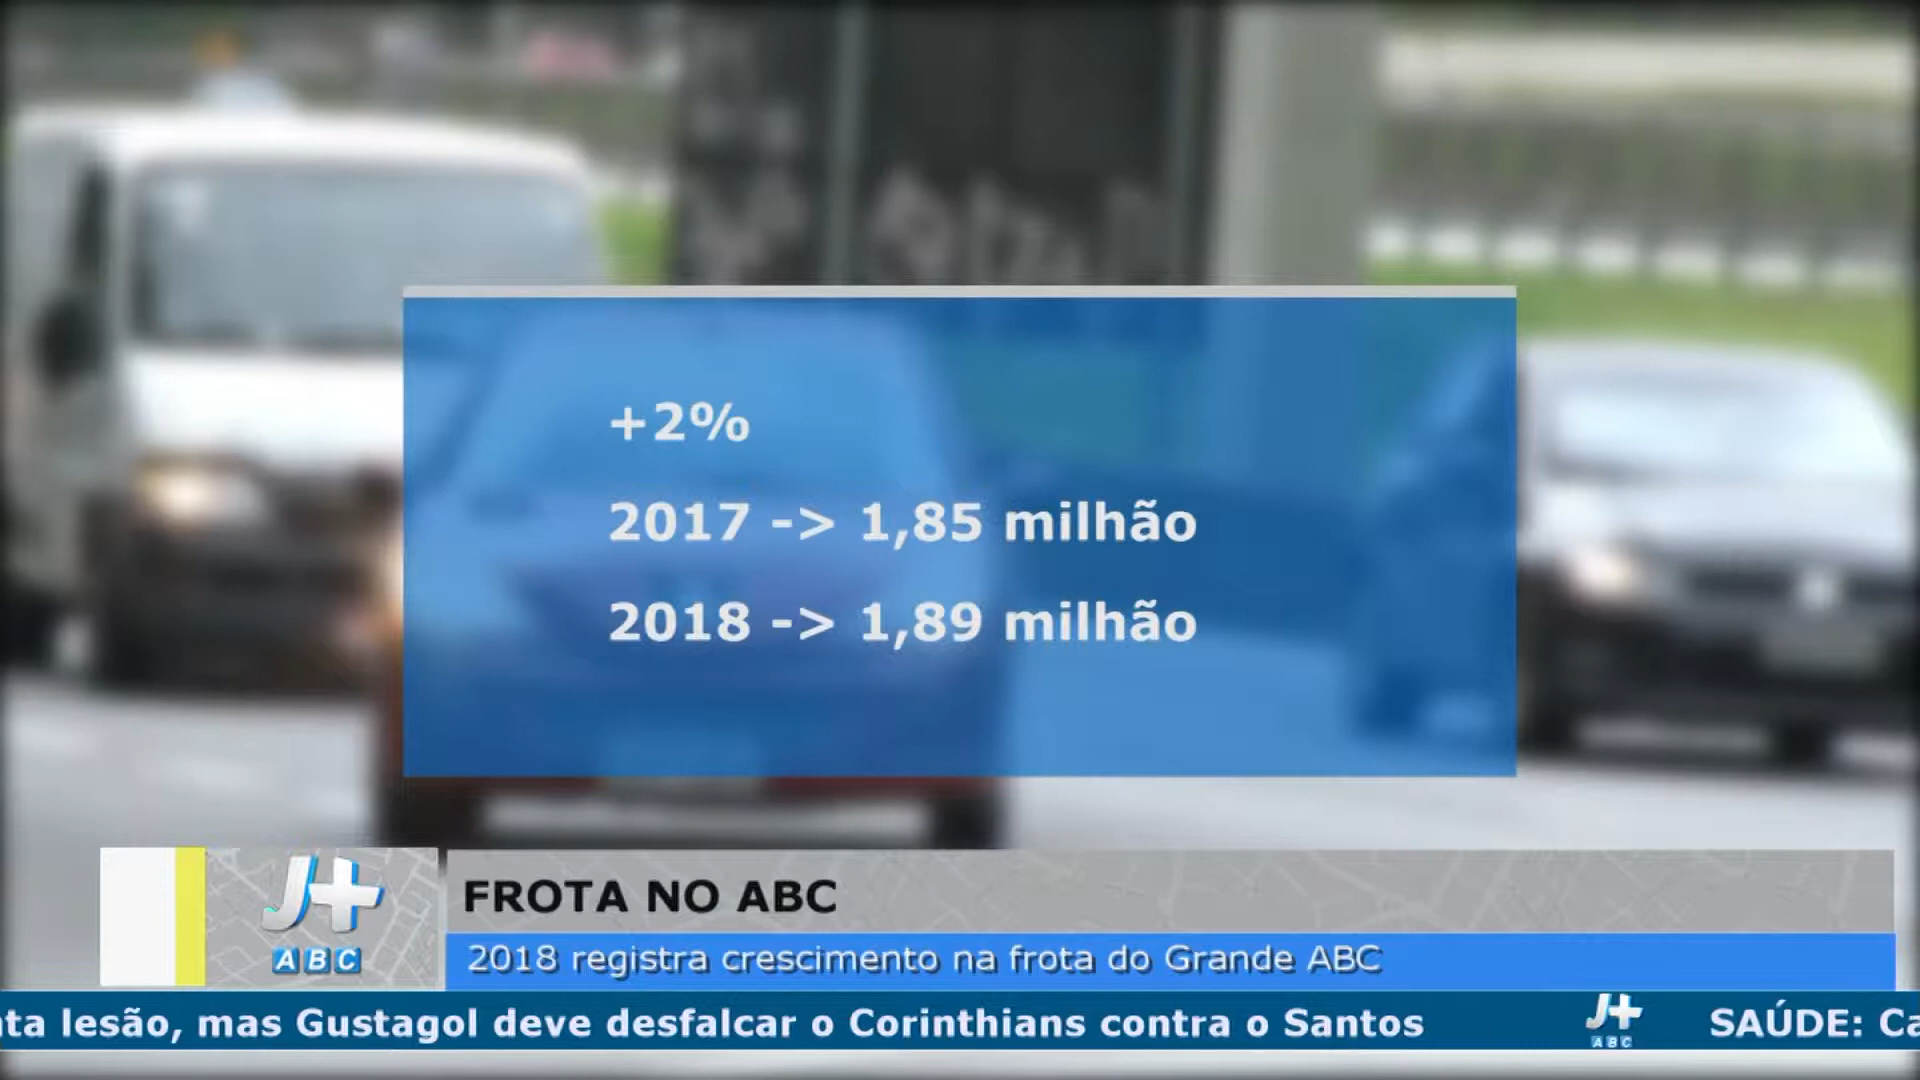 +2%
2017 -> 1,85 milhão
2018 -> 1,89 milhão
J+
ABC
FROTA NO ABC
2018 registra crescimento na frota do Grande ABC
lesão, mas Gustagol deve desfalcar o Corinthians contra o Santos
J+
ABC
SAÚDE: